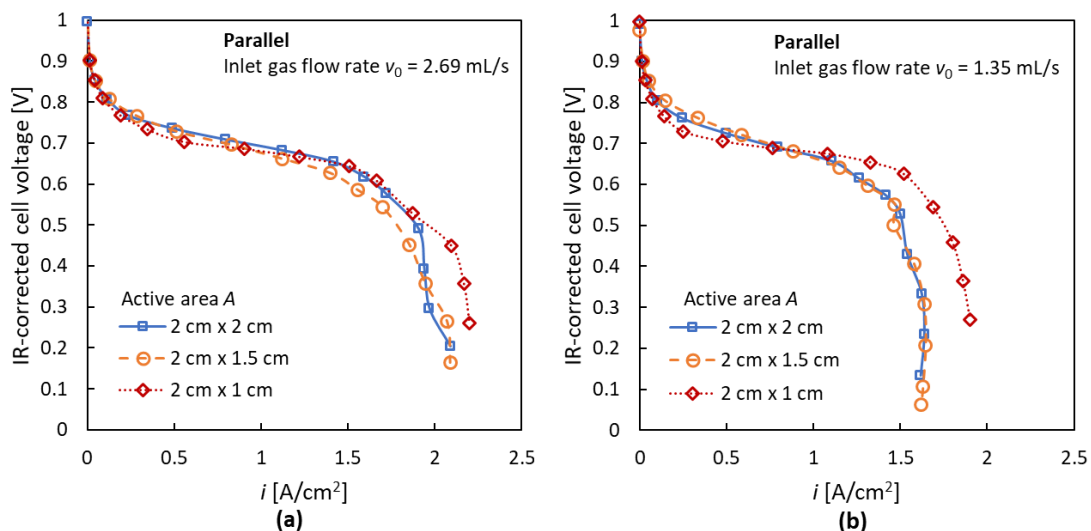 Parallel
Inlet gas flow rate v₀ = 2.69 mL/s
IR-corrected cell voltage [V]
1
0.9
0.8
0.7
0.6
0.5
0.4
0.3
0.2
0.1
0
Active area A
2 cm x 2 cm
2 cm x 1.5 cm
2 cm x 1 cm
0 0.5 1 1.5 2 2.5
i [A/cm²]
(a)
Parallel
Inlet gas flow rate v₀ = 1.35 mL/s
IR-corrected cell voltage [V]
1
0.9
0.8
0.7
0.6
0.5
0.4
0.3
0.2
0.1
0
Active area A
2 cm x 2 cm
2 cm x 1.5 cm
2 cm x 1 cm
0 0.5 1 1.5 2 2.5
i [A/cm²]
(b)